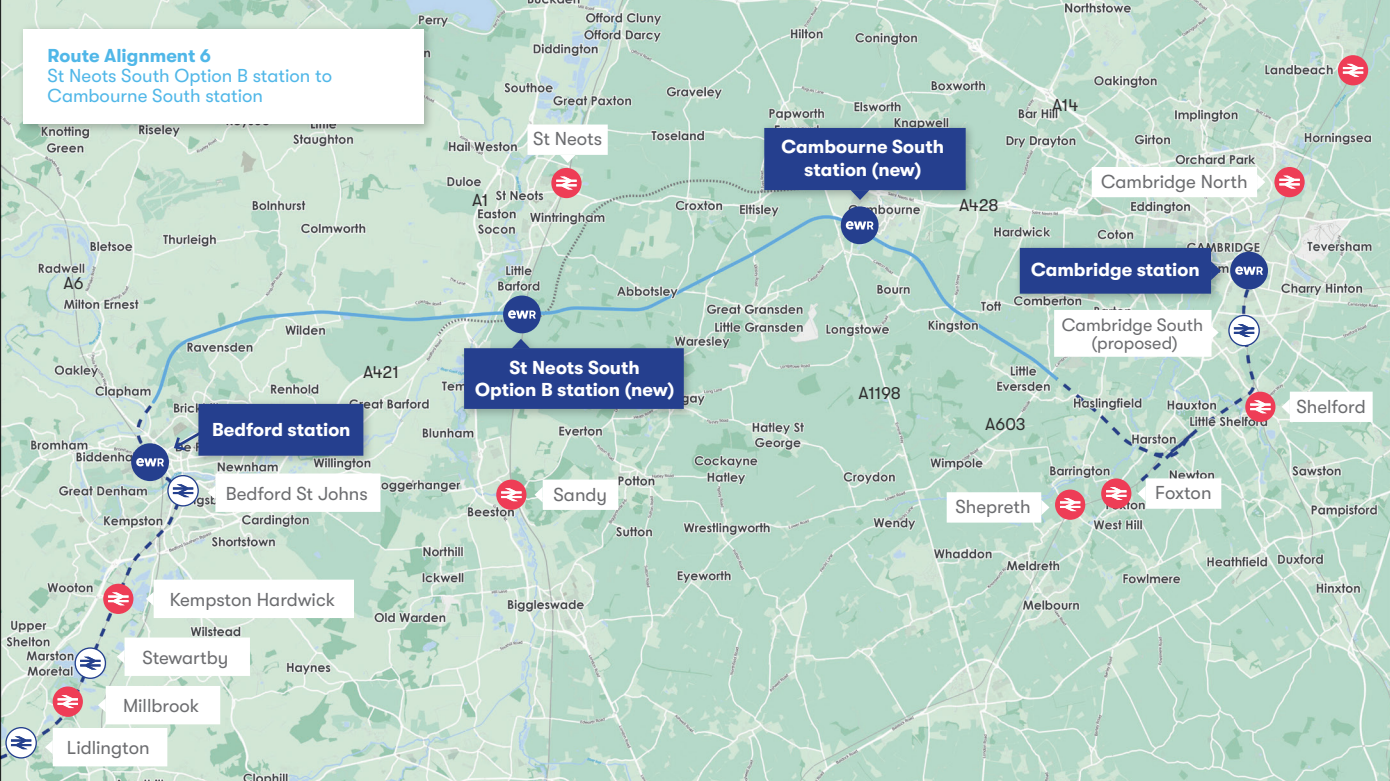 Route Alignment 6
St Neots South Option B station to
Cambourne South station
Perry
Offord Cluny
Offord Darcy
Diddington
Hilton
Conington
Northstowe
Landbeach
Southoe
Great Paxton
Graveley
Boxworth
Oakington
A14
Papworth
Elsworth
Knapwell
Bar Hill
Implington
Knotting
Green
Riseley
Little
Staughton
Hail Weston
St Neots
Toseland
Dry Drayton
Girton
Horningsea
Orchard Park
Cambourne South
station (new)
Cambridge North
Duloe
A1
St Neots
Easton
Socon
Wintringham
Croxton
Eltisley
Cambourne
A428
Eddington
Bolnhurst
Colmworth
Thurleigh
Bletsoe
Hardwick
Coton
CAMBRIDGE
Teversham
ewR
Radwell
A6
Milton Ernest
Little
Barford
Abbotsley
Bourn
Cambridge station
ewR
Charry Hinton
Toft
Comberton
ewR
Great Gransden
Little Gransden
Longstowe
Kingston
Cambridge South
(proposed)
Wilden
Ravensden
Waresley
Oakley
Clapham
A421
Renhold
Great Barford
St Neots South
Option B station (new)
Little
Eversden
A1198
Haslingfield
Hauxton
Little Shelford
Shelford
Bedford station
Blunham
Everton
Hatley St
George
A603
Harston
Bromham
ewR
Newnham
Willington
Cockayne
Hatley
Wimpole
Barrington
Newton
Sawston
Great Denham
Bedford St Johns
Potton
Croydon
Sandy
Beeston
Shepreth
Foxton
West Hill
Pampisford
Kempston
Cardington
Shortstown
Sutton
Wrestlingworth
Wendy
Northill
Ickwell
Eyeworth
Whaddon
Meldreth
Heathfield
Duxford
Fowlmere
Hinxton
Wooton
Kempston Hardwick
Biggleswade
Melbourn
Old Warden
Upper
Shelton
Wilstead
Marston
Moretal
Stewartby
Haynes
Millbrook
Lidlington